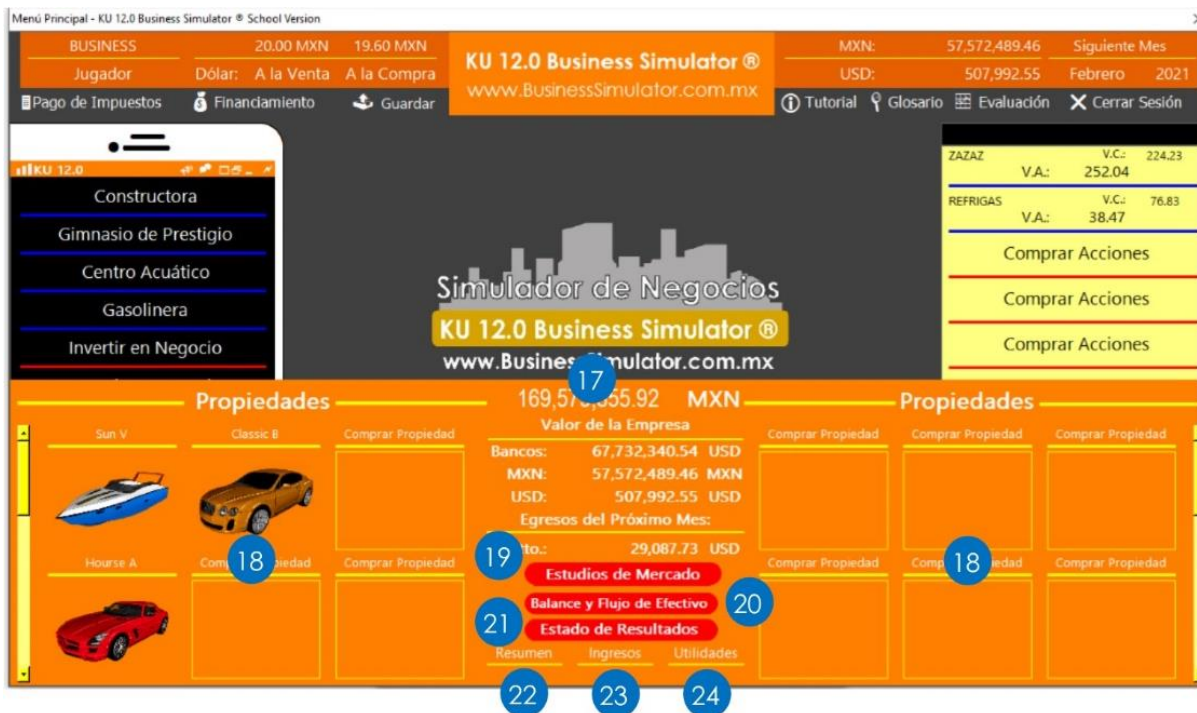 Menú Principal - KU 12.0 Business Simulator ® School Version
BUSINESS 20.00 MXN 19.60 MXN
Jugador Dólar: A la Venta A la Compra
KU 12.0 Business Simulator ®
www.BusinessSimulator.com.mx
MXN: 57,572,489.46 Siguiente Mes
USD: 507,992.55 Febrero 2021
Pago de Impuestos Financiamiento Guardar
Tutorial Glosario Evaluación Cerrar Sesión
KU 12.0
Constructora
Gimnasio de Prestigio
Centro Acuático
Gasolinera
Invertir en Negocio
Simulador de Negocios
KU 12.0 Business Simulator ®
www.BusinessSimulator.com.mx
ZAZAZ V.C.: 224.23
V.A.: 252.04
REFRIGAS V.C.: 76.83
V.A.: 38.47
Comprar Acciones
Comprar Acciones
Comprar Acciones
17
Propiedades
Sun V Classic B Comprar Propiedad
18
Hourse A Comprar Propiedad Comprar Propiedad
MXN
Valor de la Empresa
Bancos: 67,732,340.54 USD
MXN: 57,572,489.46 MXN
USD: 507,992.55 USD
Egresos del Próximo Mes:
19
29,087.73 USD
Estudios de Mercado
20
Balance y Flujo de Efectivo
21
Estado de Resultados
Resumen Ingresos Utilidades
22 23 24
Propiedades
Comprar Propiedad Comprar Propiedad Comprar Propiedad
18
Comprar Propiedad Comprar Propiedad Comprar Propiedad